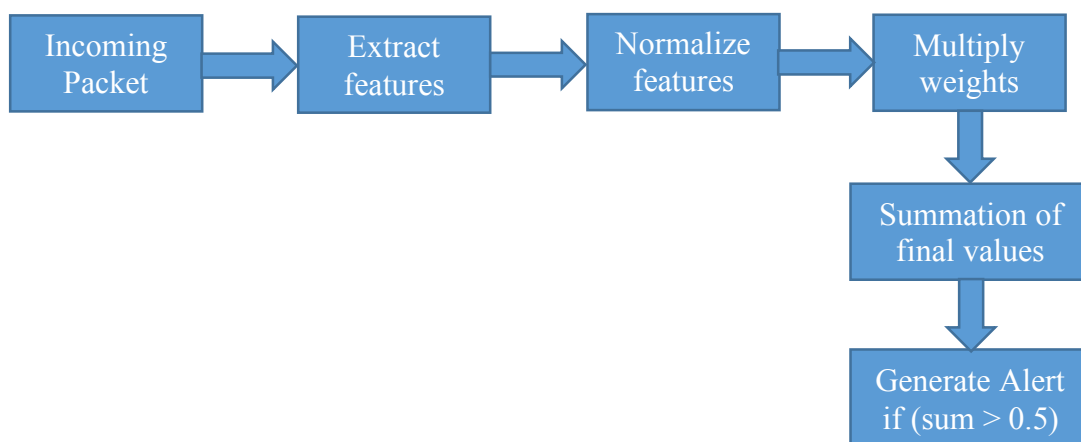 Incoming
Packet
Extract
features
Normalize
features
Multiply
weights
Summation of
final values
Generate Alert
if (sum > 0.5)